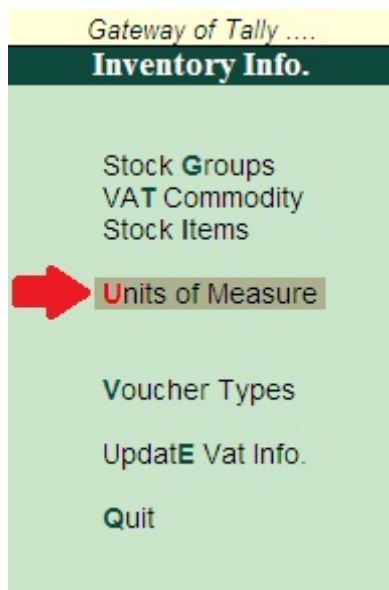 Gateway of Tally ....
Inventory Info.
Stock Groups
VAT Commodity
Stock Items
Units of Measure
Voucher Types
UpdatE Vat Info.
Quit